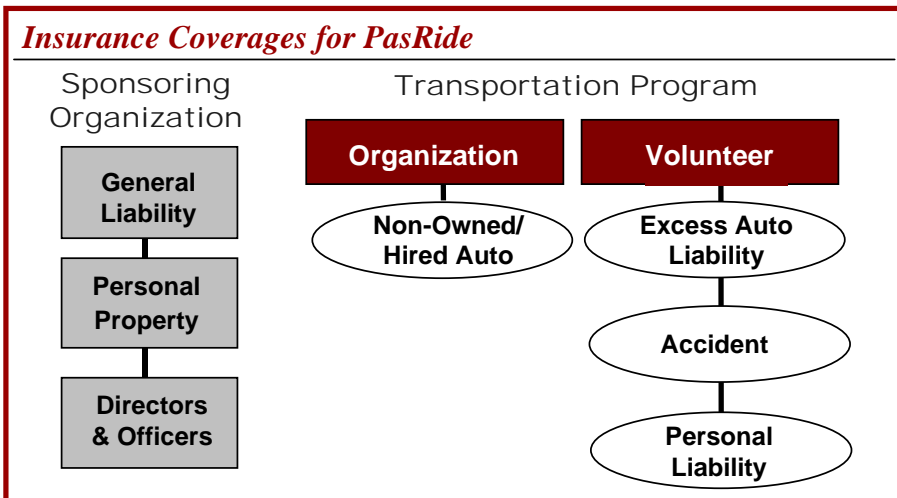 Insurance Coverages for PasRide
Sponsoring
Organization
General
Liability
Personal
Property
Directors
& Officers
Transportation Program
Organization
Non-Owned/
Hired Auto
Volunteer
Excess Auto
Liability
Accident
Personal
Liability